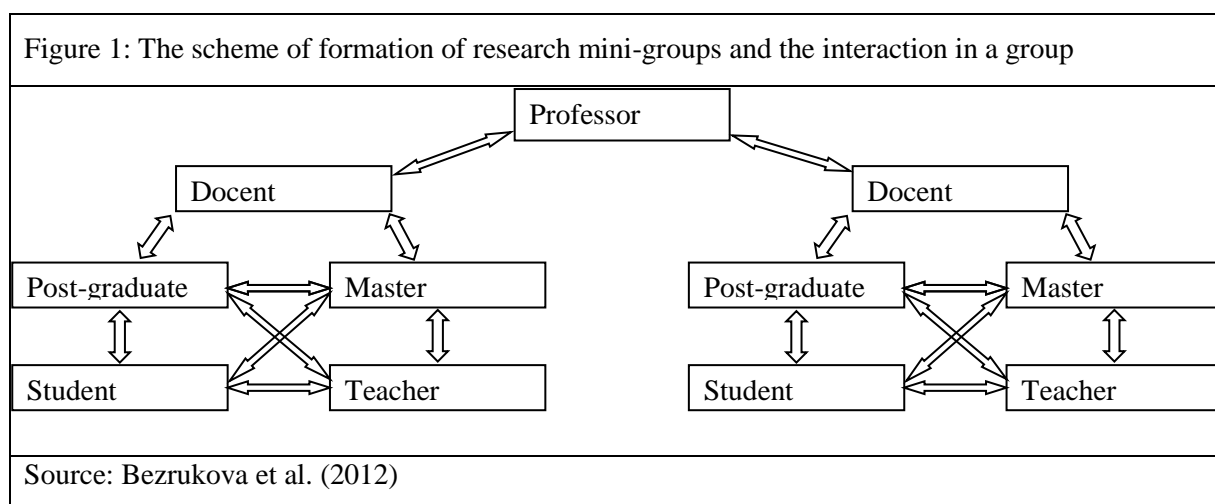 Figure 1: The scheme of formation of research mini-groups and the interaction in a group
Professor
Docent Docent
Post-graduate Master Post-graduate Master
Student Teacher Student Teacher
Source: Bezrukova et al. (2012)